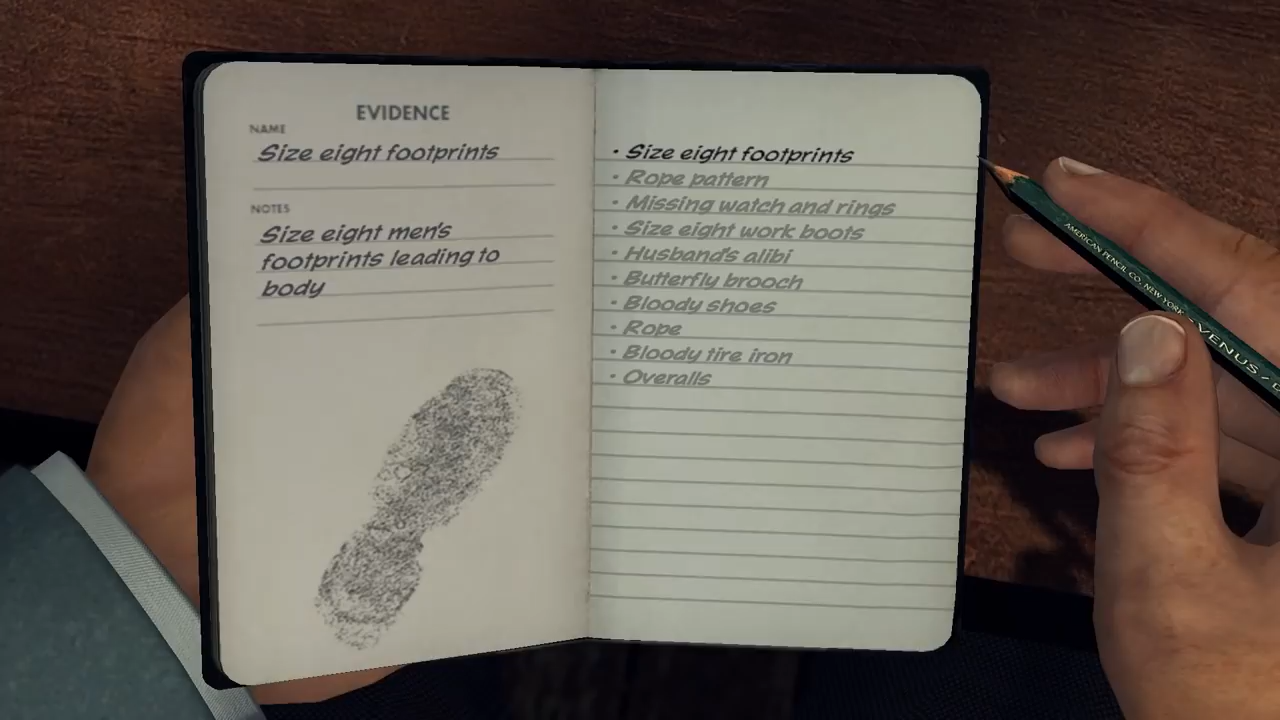 EVIDENCE
NAME
Size eight footprints
NOTES
Size eight men's
footprints leading to
body
• Size eight footprints
• Rope pattern
• Missing watch and rings
• Size eight work boots
• Husband's alibi
• Butterfly brooch
• Bloody shoes
• Rope
• Bloody tire iron
• Overalls
AMERICAN PENCIL CO. NEW YORK
VENUS